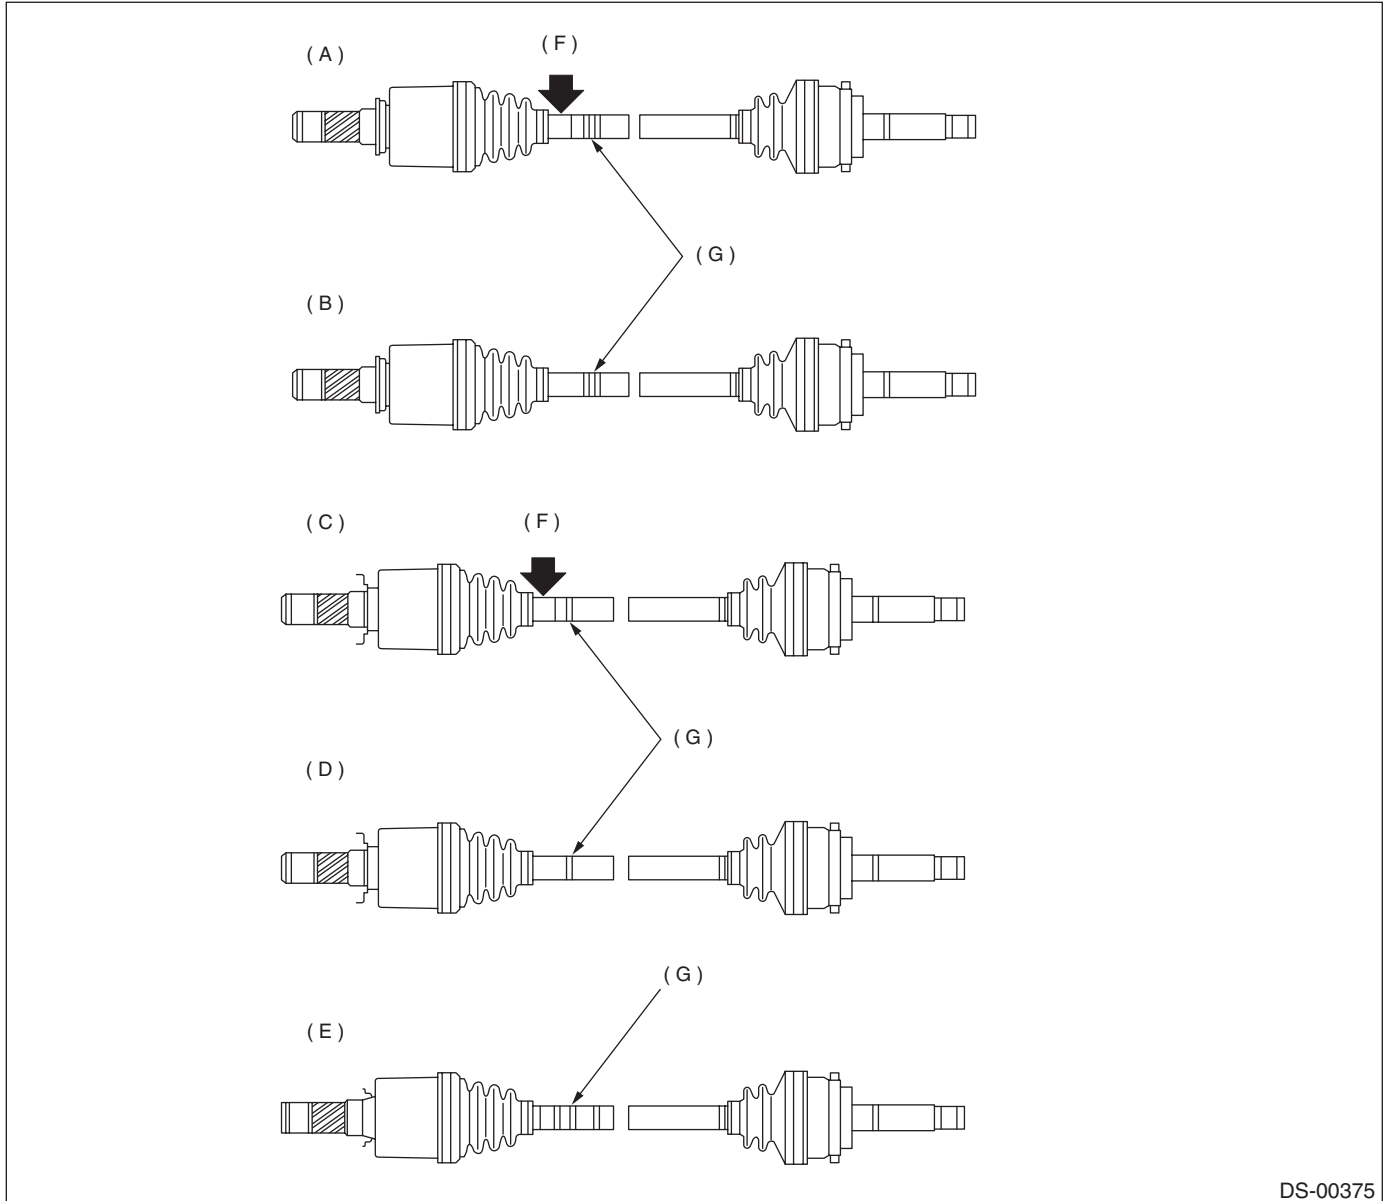 ( A )
( F )
( G )
( B )
( C )
( F )
( G )
( D )
( G )
( E )
DS-00375